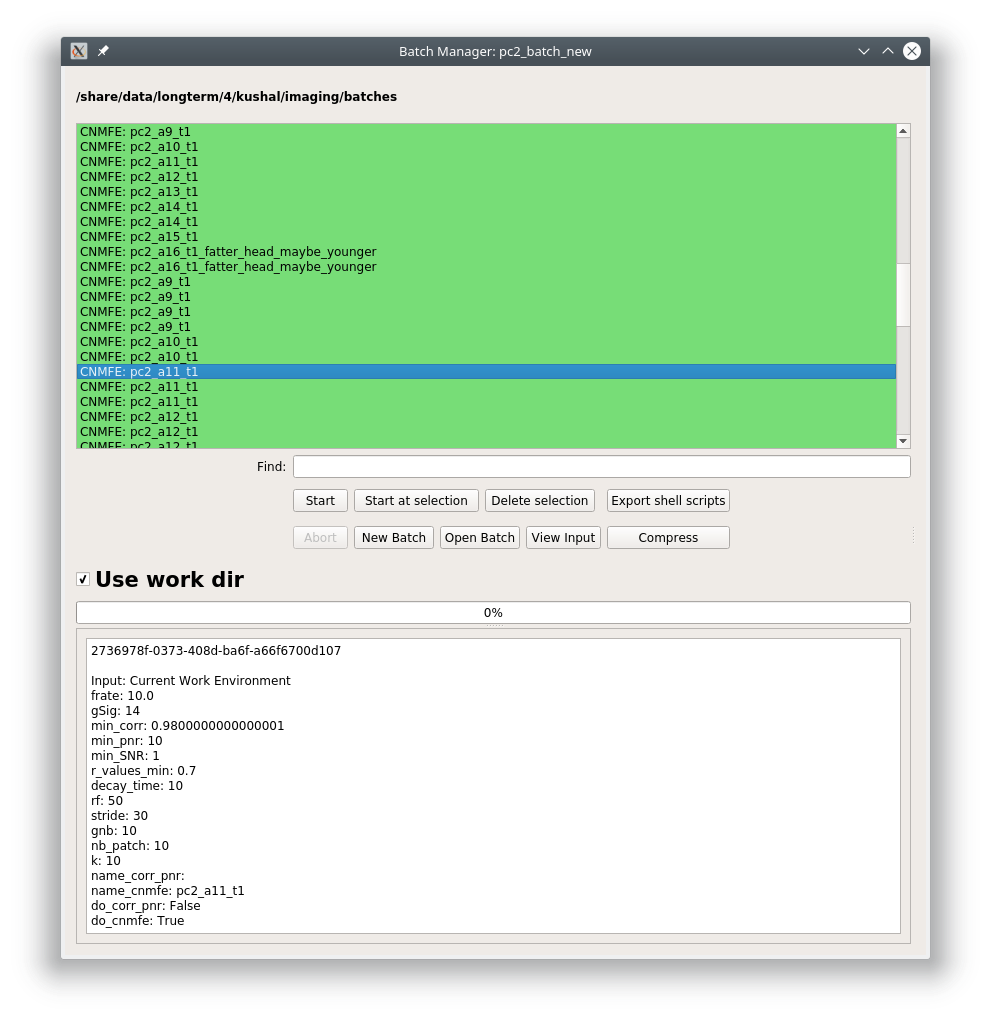 Batch Manager: pc2_batch_new
/share/data/longterm/4/kushal/imaging/batches
CNMFE: pc2_a9_t1
CNMFE: pc2_a10_t1
CNMFE: pc2_a11_t1
CNMFE: pc2_a12_t1
CNMFE: pc2_a13_t1
CNMFE: pc2_a14_t1
CNMFE: pc2_a14_t1
CNMFE: pc2_a15_t1
CNMFE: pc2_a16_t1_fatter_head_maybe_younger
CNMFE: pc2_a16_t1_fatter_head_maybe_younger
CNMFE: pc2_a9_t1
CNMFE: pc2_a9_t1
CNMFE: pc2_a9_t1
CNMFE: pc2_a9_t1
CNMFE: pc2_a10_t1
CNMFE: pc2_a10_t1
CNMFE: pc2_a11_t1
CNMFE: pc2_a11_t1
CNMFE: pc2_a11_t1
CNMFE: pc2_a12_t1
CNMFE: pc2_a12_t1
CNMFE: pc2_a12_t1
Find:
Start Start at selection Delete selection Export shell scripts
Abort New Batch Open Batch View Input Compress
Use work dir
0%
2736978f-0373-408d-ba6f-a66f6700d107
Input: Current Work Environment
frate: 10.0
gSig: 14
min_corr: 0.9800000000000001
min_pnr: 10
min_SNR: 1
r_values_min: 0.7
decay_time: 10
rf: 50
stride: 30
gnb: 10
nb_patch: 10
k: 10
name_corr_pnr:
name_cnmfe: pc2_a11_t1
do_corr_pnr: False
do_cnmfe: True